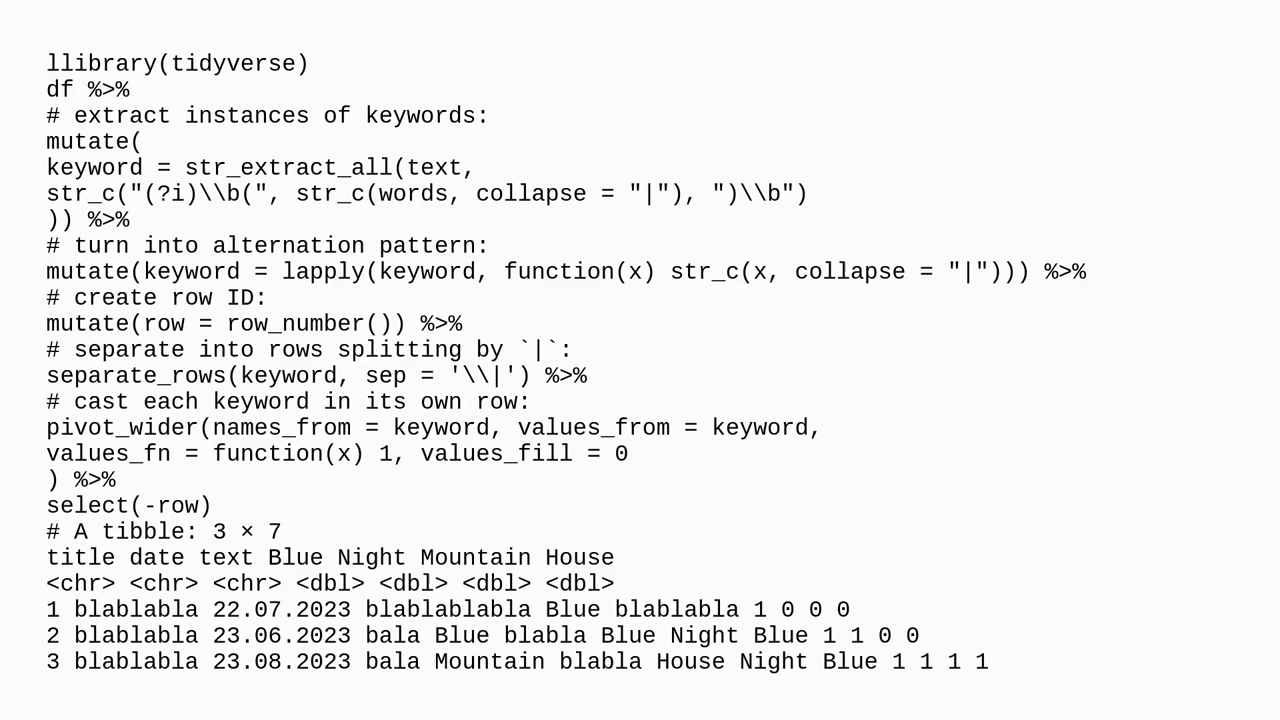 llibrary(tidyverse)
df %>%
# extract instances of keywords:
mutate(
keyword = str_extract_all(text,
str_c("(?i)\\b(", str_c(words, collapse = "|"), ")\\b")
)) %>%
# turn into alternation pattern:
mutate(keyword = lapply(keyword, function(x) str_c(x, collapse = "|"))) %>%
# create row ID:
mutate(row = row_number()) %>%
# separate into rows splitting by `|`:
separate_rows(keyword, sep = '\\|') %>%
# cast each keyword in its own row:
pivot_wider(names_from = keyword, values_from = keyword,
values_fn = function(x) 1, values_fill = 0
) %>%
select(-row)
# A tibble: 3 × 7
title date text Blue Night Mountain House
<chr> <chr> <chr> <dbl> <dbl> <dbl> <dbl>
1 blablabla 22.07.2023 blablablabla Blue blablabla 1 0 0 0
2 blablabla 23.06.2023 bala Blue blabla Blue Night Blue 1 1 0 0
3 blablabla 23.08.2023 bala Mountain blabla House Night Blue 1 1 1 1